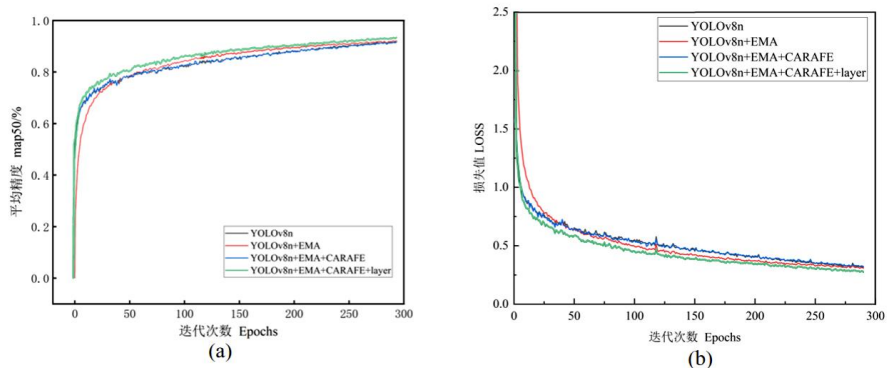 1.0
0.8
0.6
0.4
0.2
0.0
平均精度 map50/%
YOLOv8n
YOLOv8n+EMA
YOLOv8n+EMA+CARAFE
YOLOv8n+EMA+CARAFE+layer
0 50 100 150 200 250 300
迭代次数 Epochs
(a)
2.5
2.0
1.5
1.0
0.5
0.0
损失值 LOSS
YOLOv8n
YOLOv8n+EMA
YOLOv8n+EMA+CARAFE
YOLOv8n+EMA+CARAFE+layer
0 50 100 150 200 250 300
迭代次数 Epochs
(b)